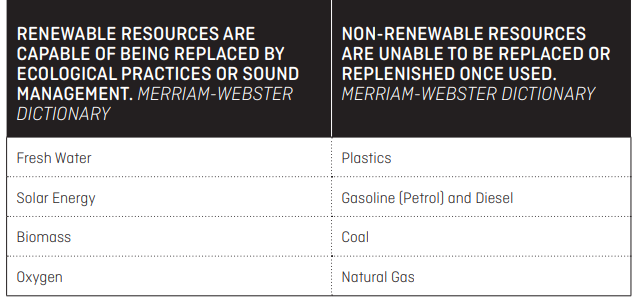 RENEWABLE RESOURCES ARE
CAPABLE OF BEING REPLACED BY
ECOLOGICAL PRACTICES OR SOUND
MANAGEMENT. MERRIAM-WEBSTER
DICTIONARY
NON-RENEWABLE RESOURCES
ARE UNABLE TO BE REPLACED OR
REPLENISHED ONCE USED.
MERRIAM-WEBSTER DICTIONARY
Fresh Water
Plastics
Solar Energy
Gasoline (Petrol) and Diesel
Biomass
Coal
Oxygen
Natural Gas